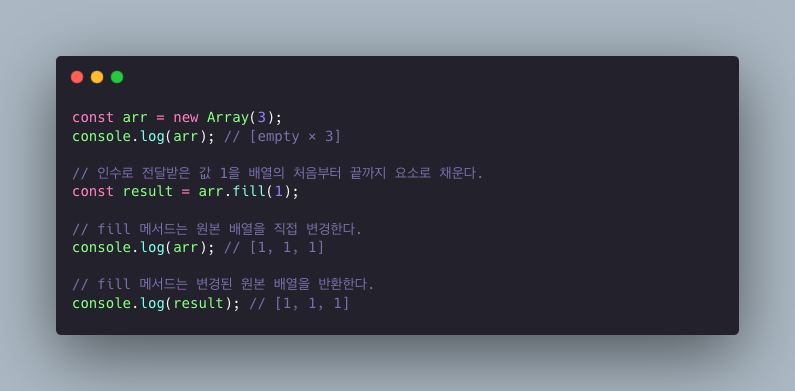 const arr = new Array(3);
console.log(arr); // [empty × 3]
// 인수로 전달받은 값 1을 배열의 처음부터 끝까지 요소로 채운다.
const result = arr.fill(1);
// fill 메서드는 원본 배열을 직접 변경한다.
console.log(arr); // [1, 1, 1]
// fill 메서드는 변경된 원본 배열을 반환한다.
console.log(result); // [1, 1, 1]